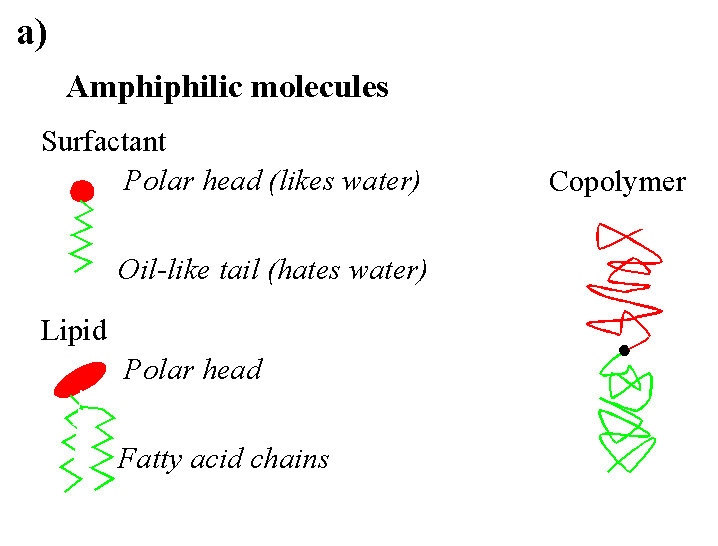 a)
Amphiphilic molecules
Surfactant
Polar head (likes water)
Copolymer
Oil-like tail (hates water)
Lipid
Polar head
Fatty acid chains